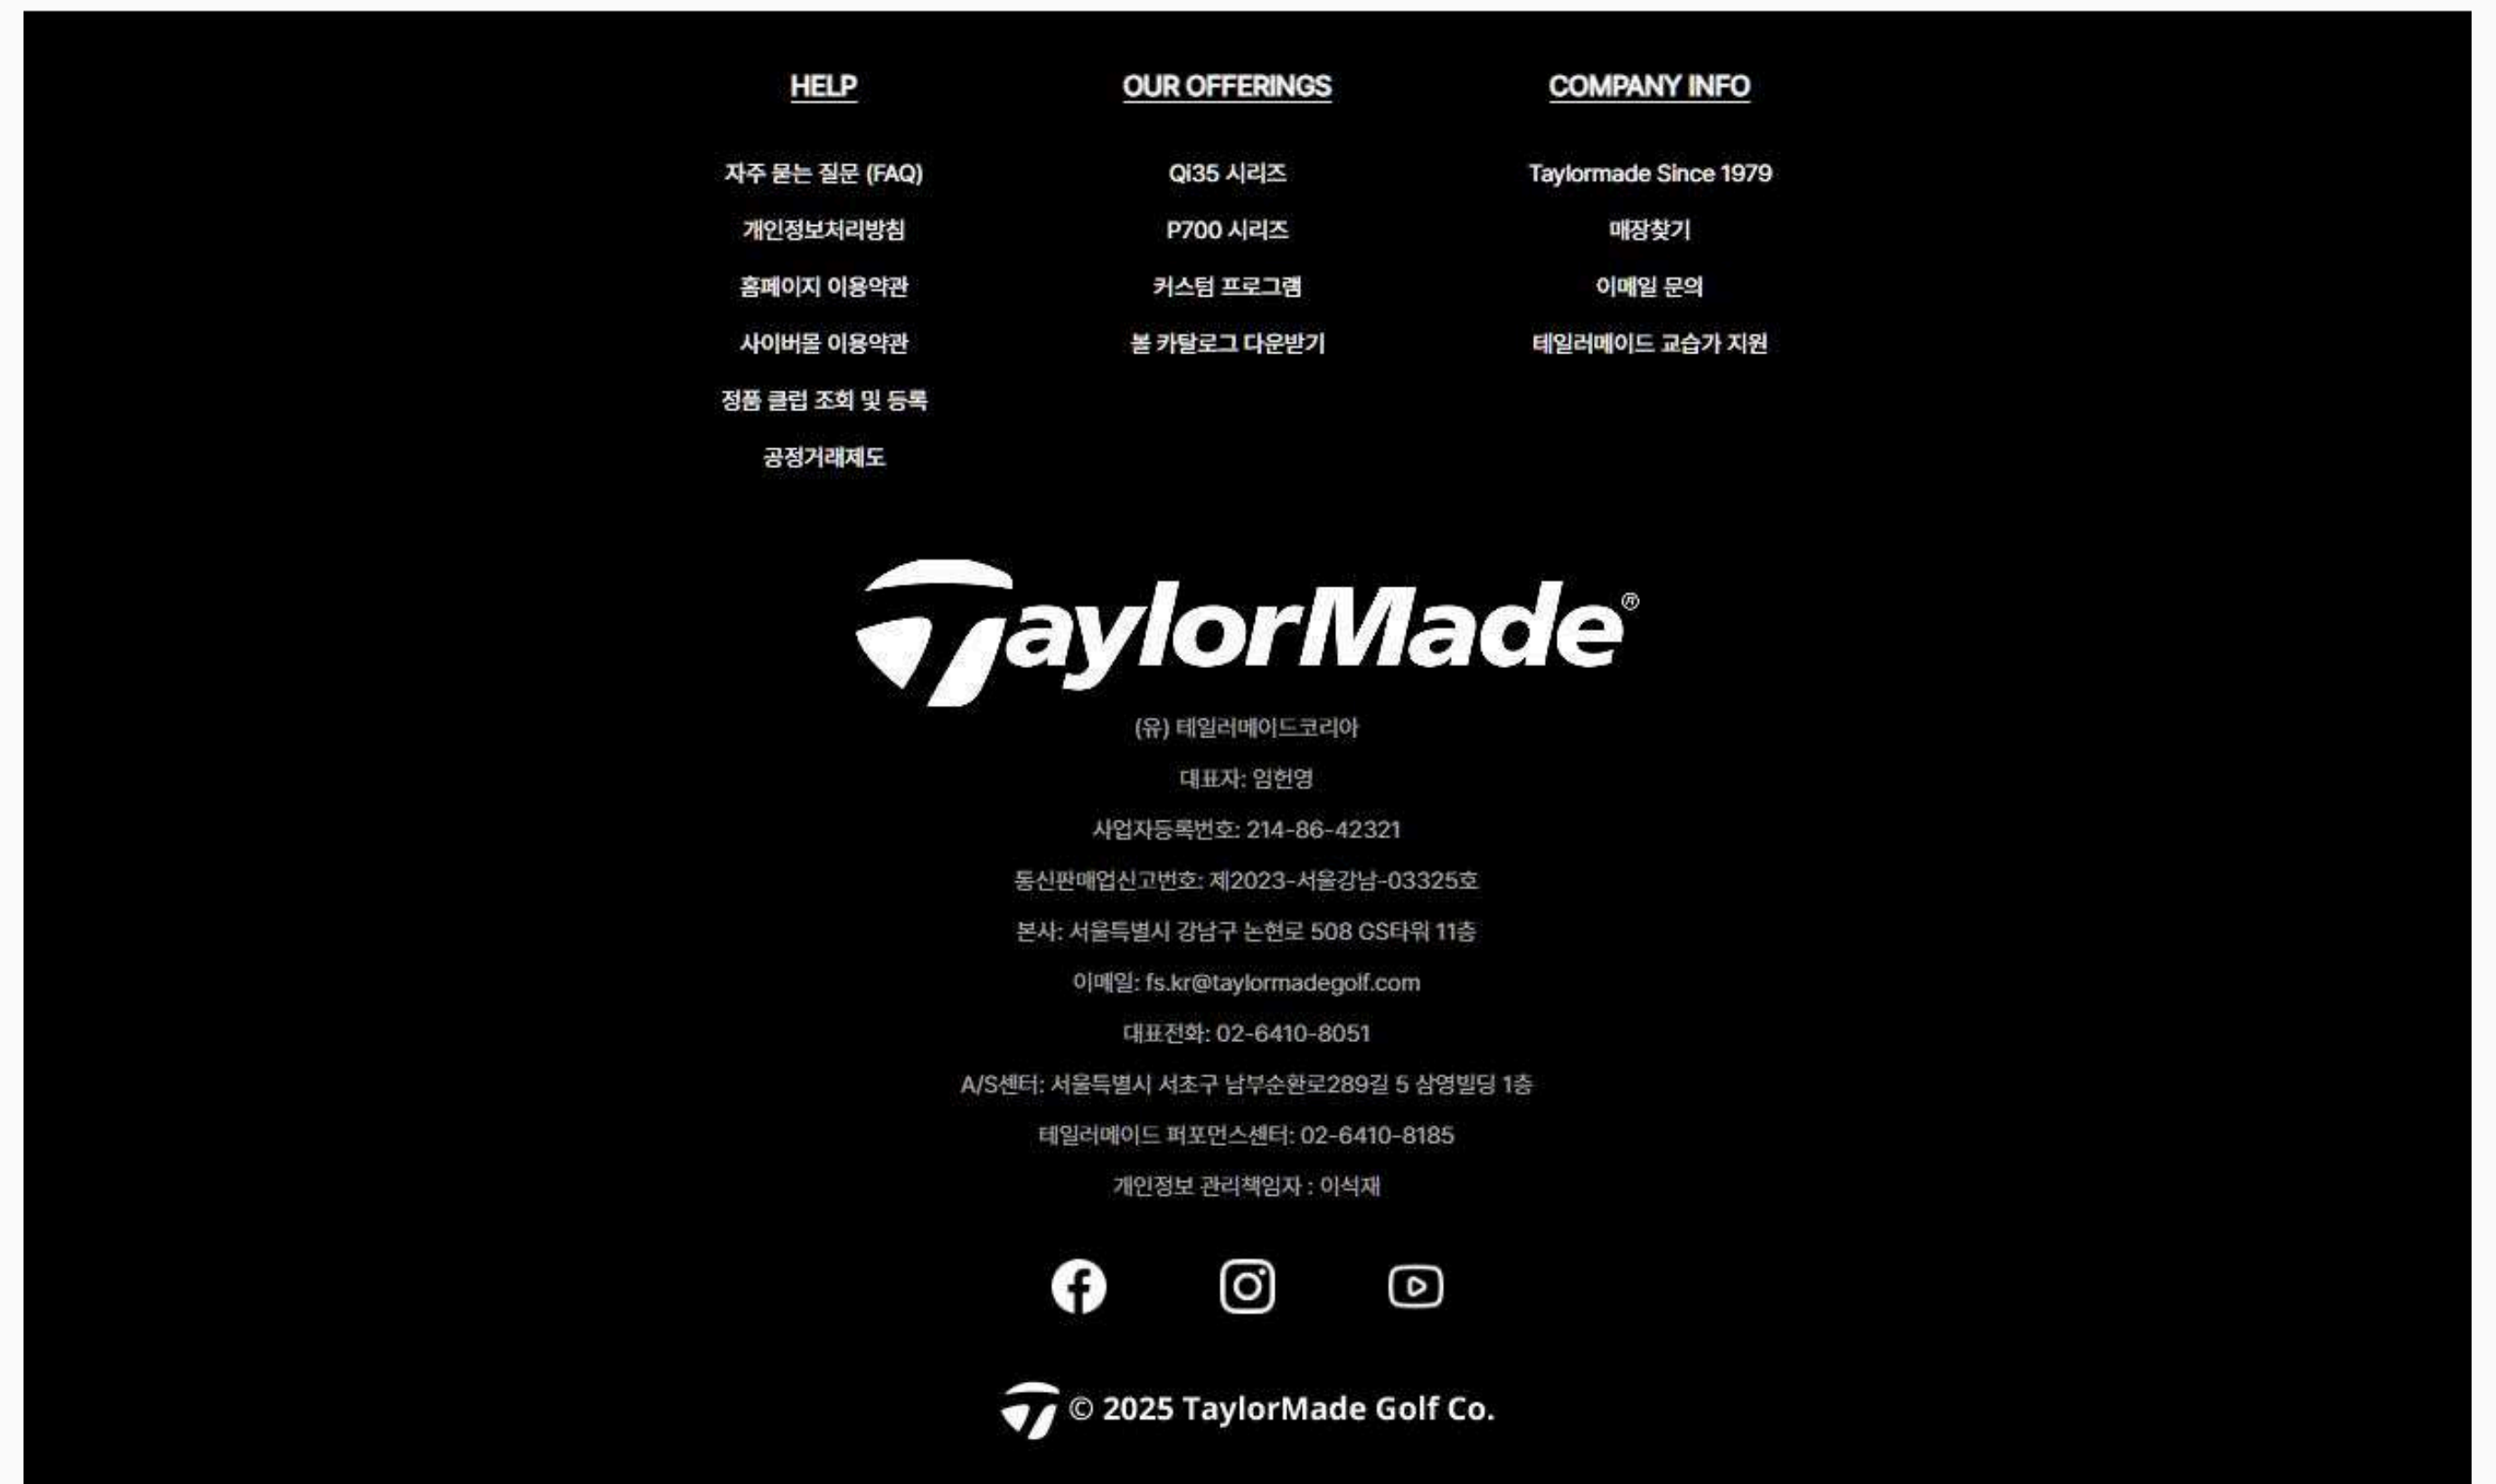 HELP
자주 묻는 질문 (FAQ)
개인정보처리방침
홈페이지 이용약관
사이버몰 이용약관
정품 클럽 조회 및 등록
공정거래제도
OUR OFFERINGS
Qi35 시리즈
P700 시리즈
커스텀 프로그램
볼 카탈로그 다운받기
COMPANY INFO
Taylormade Since 1979
매장찾기
이메일 문의
테일러메이드 교습가 지원
TaylorMade®
(유) 테일러메이드코리아
대표자: 임헌영
사업자등록번호: 214-86-42321
통신판매업신고번호: 제2023-서울강남-03325호
본사: 서울특별시 강남구 논현로 508 GS타워 11층
이메일: fs.kr@taylormadegolf.com
대표전화: 02-6410-8051
A/S센터: 서울특별시 서초구 남부순환로289길 5 삼영빌딩 1층
테일러메이드 퍼포먼스센터: 02-6410-8185
개인정보 관리책임자 : 이석재
© 2025 TaylorMade Golf Co.